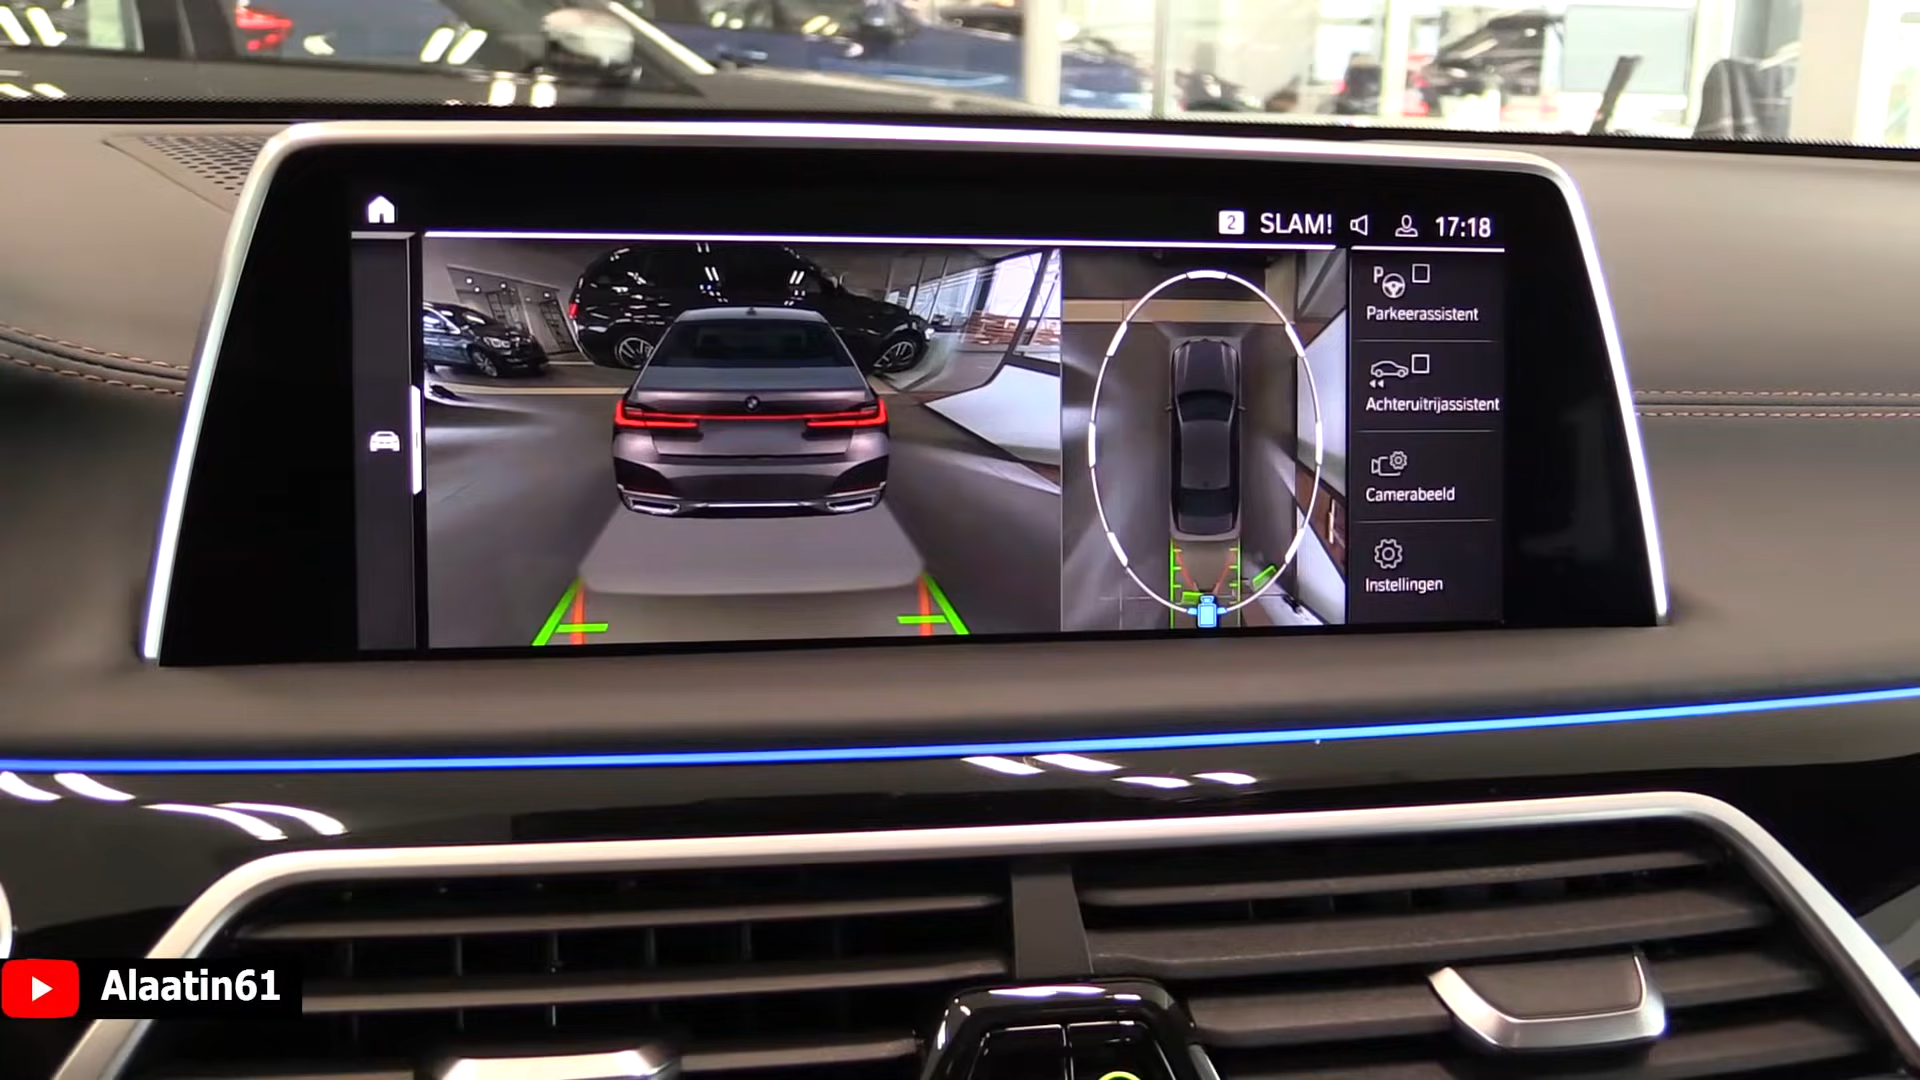 2 SLAM! 17:18
P
Parkeerassistent
Achteruitrijassistent
Camerabeeld
Instellingen
Alaatin61